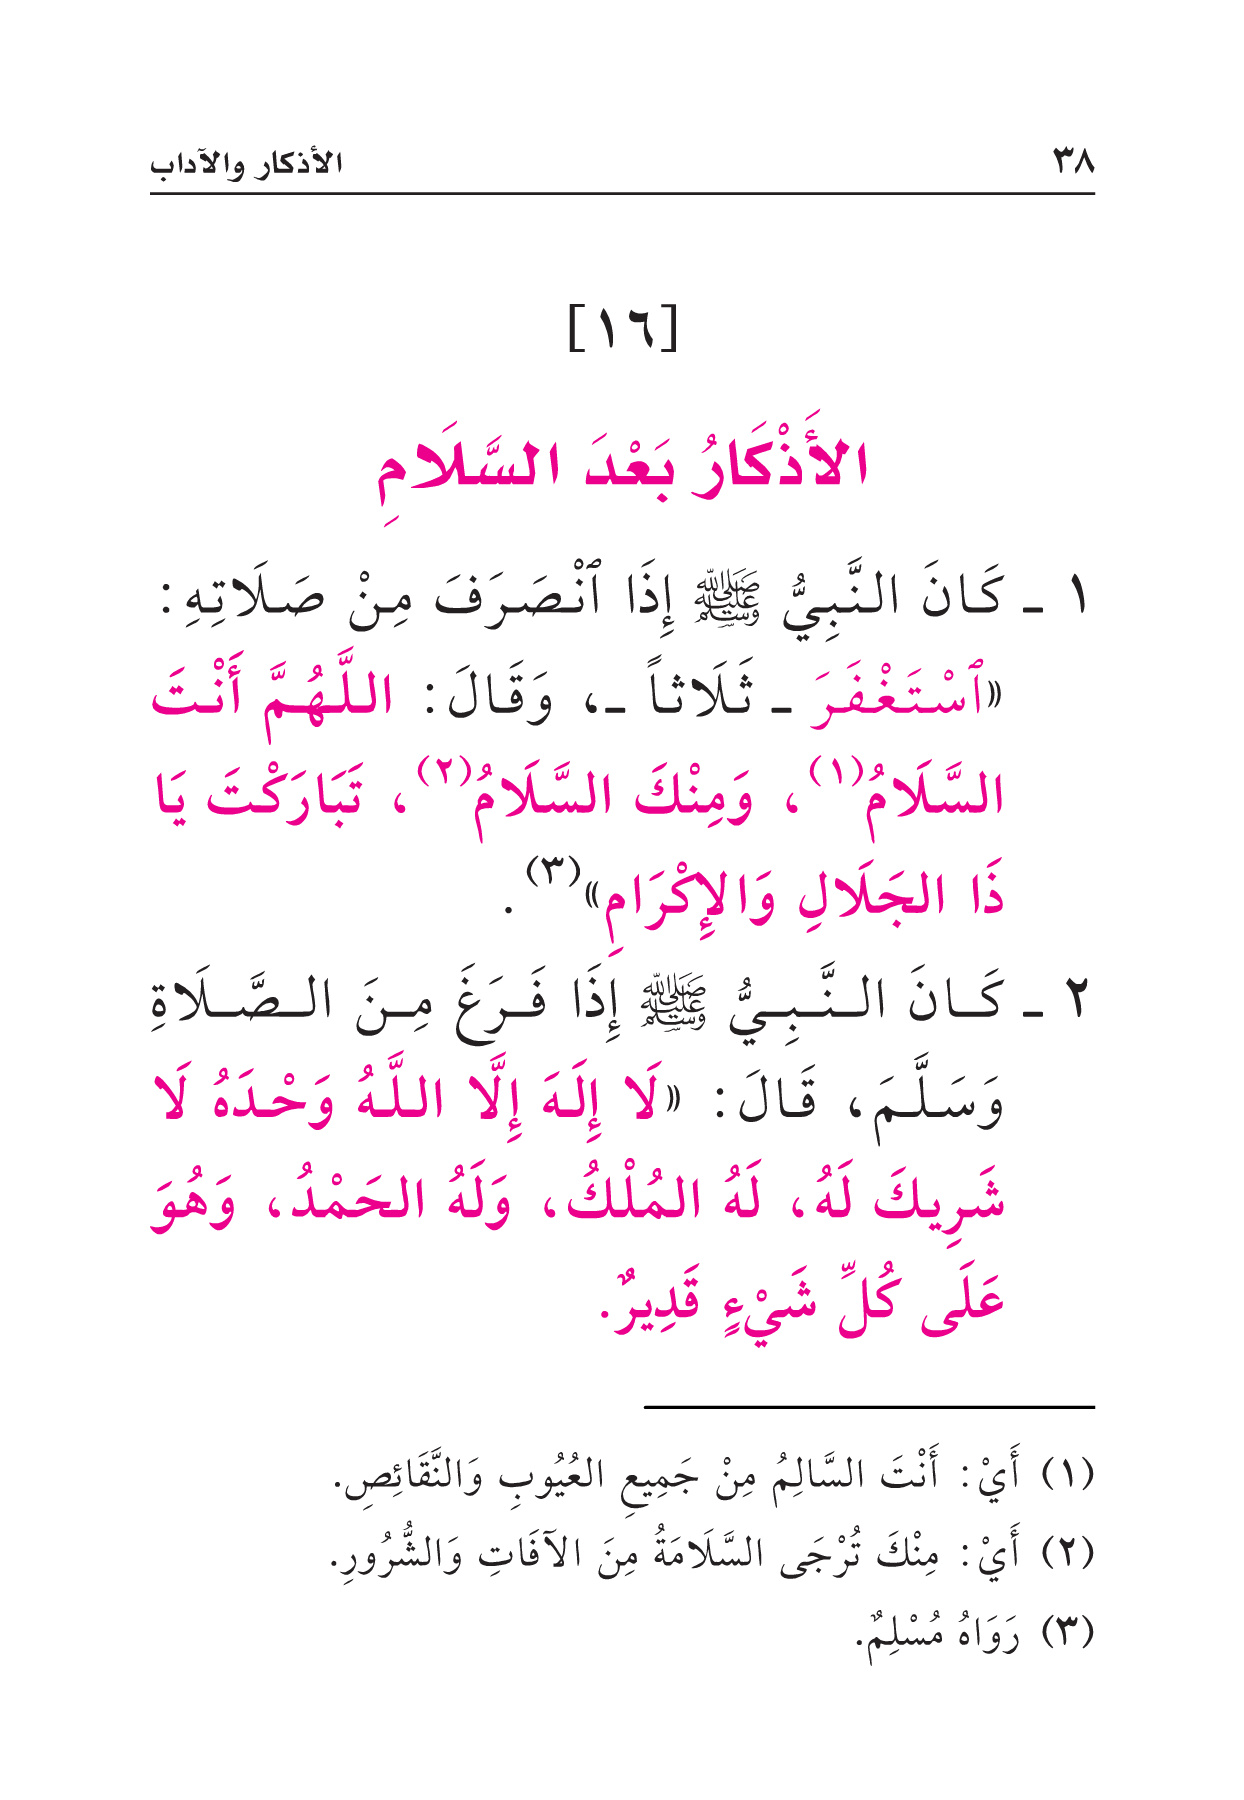 ٣٨
الأذكار والآداب
[١٦]
الأَذْكَارُ بَعْدَ السَّلَامِ
١ ـ كَانَ النَّبِيُّ ﷺ إِذَا ٱنْصَرَفَ مِنْ صَلَاتِهِ:
«ٱسْتَغْفَرَ ـ ثَلَاثاً ـ، وَقَالَ: اللَّهُمَّ أَنْتَ
السَّلَامُ(١)، وَمِنْكَ السَّلَامُ(٢)، تَبَارَكْتَ يَا
ذَا الجَلَالِ وَالإِكْرَامِ»(٣).
٢ ـ كَانَ النَّبِيُّ ﷺ إِذَا فَرَغَ مِنَ الصَّلَاةِ
وَسَلَّمَ، قَالَ: «لَا إِلَهَ إِلَّا اللَّهُ وَحْدَهُ لَا
شَرِيكَ لَهُ، لَهُ المُلْكُ، وَلَهُ الحَمْدُ، وَهُوَ
عَلَى كُلِّ شَيْءٍ قَدِيرٌ.
(١) أَيْ: أَنْتَ السَّالِمُ مِنْ جَمِيعِ العُيُوبِ وَالنَّقَائِصِ.
(٢) أَيْ: مِنْكَ تُرْجَى السَّلَامَةُ مِنَ الآفَاتِ وَالشُّرُورِ.
(٣) رَوَاهُ مُسْلِمٌ.